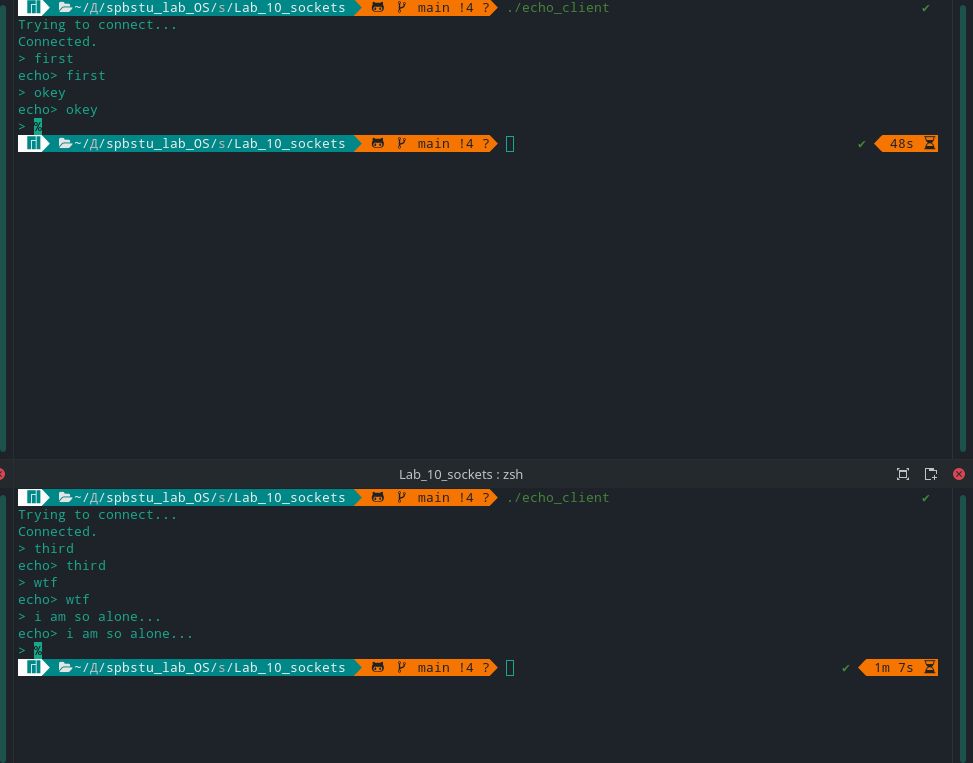 ~/Д/spbstu_lab_OS/s/Lab_10_sockets main !4 ? ./echo_client ✔
Trying to connect...
Connected.
> first
echo> first
> okey
echo> okey
> %
~/Д/spbstu_lab_OS/s/Lab_10_sockets main !4 ? ✔ 48s
Lab_10_sockets : zsh
~/Д/spbstu_lab_OS/s/Lab_10_sockets main !4 ? ./echo_client ✔
Trying to connect...
Connected.
> third
echo> third
> wtf
echo> wtf
> i am so alone...
echo> i am so alone...
> %
~/Д/spbstu_lab_OS/s/Lab_10_sockets main !4 ? ✔ 1m 7s